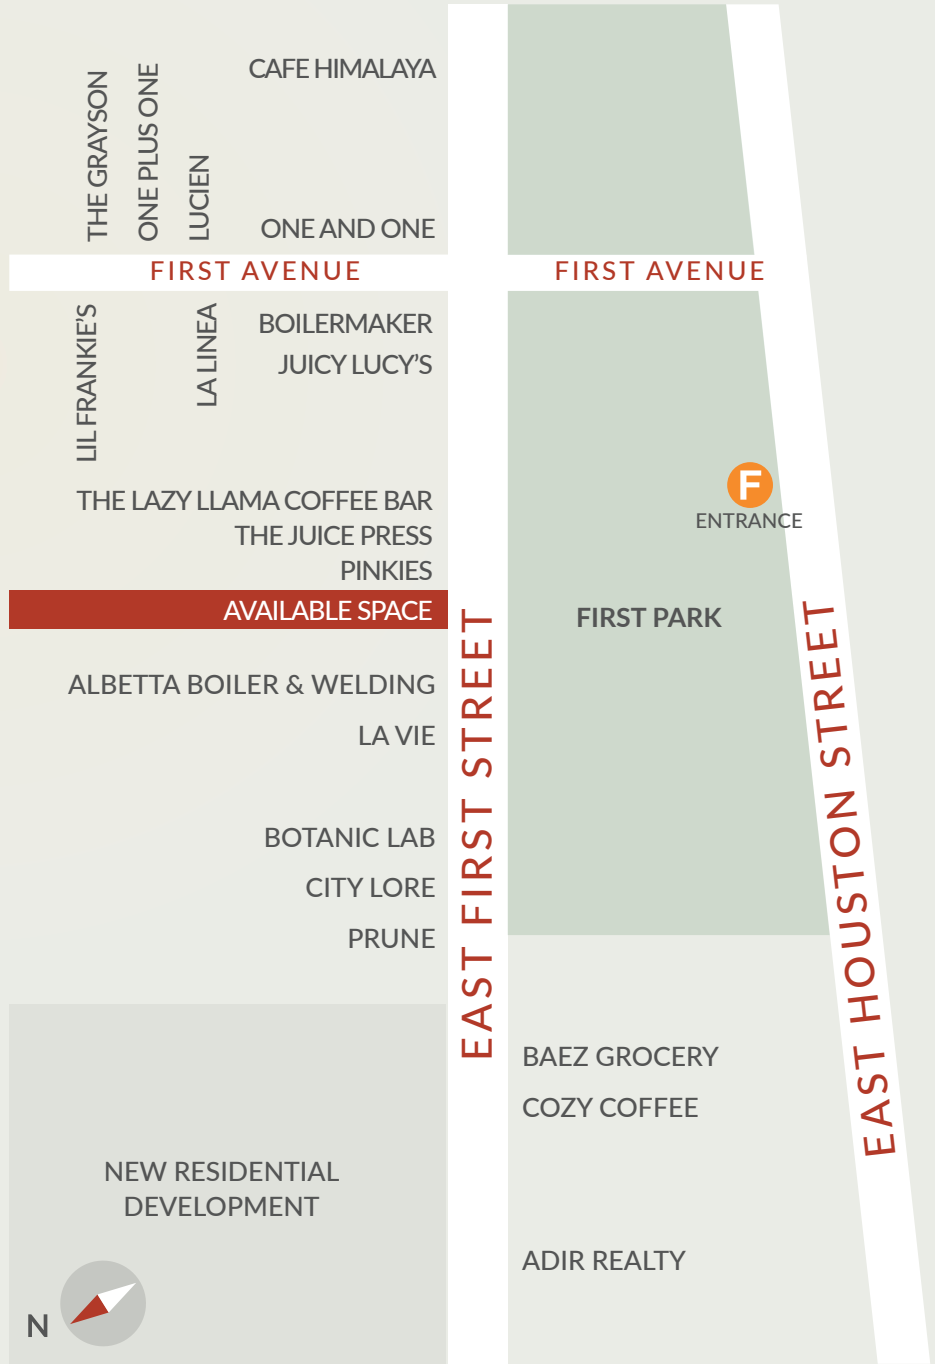 CAFE HIMALAYA
THE GRAYSON
ONE PLUS ONE
LUCIEN
ONE AND ONE
FIRST AVENUE
FIRST AVENUE
LIL FRANKIE'S
LA LINEA
BOILERMAKER
JUICY LUCY'S
THE LAZY LLAMA COFFEE BAR
THE JUICE PRESS
PINKIES
AVAILABLE SPACE
F
ENTRANCE
FIRST PARK
EAST FIRST STREET
EAST HOUSTON STREET
ALBETTA BOILER & WELDING
LA VIE
BOTANIC LAB
CITY LORE
PRUNE
BAEZ GROCERY
COZY COFFEE
NEW RESIDENTIAL
DEVELOPMENT
ADIR REALTY
N